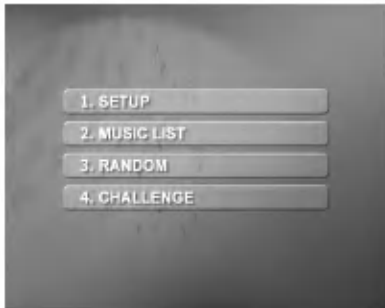 1. SETUP
2. MUSIC LIST
3. RANDOM
4. CHALLENGE